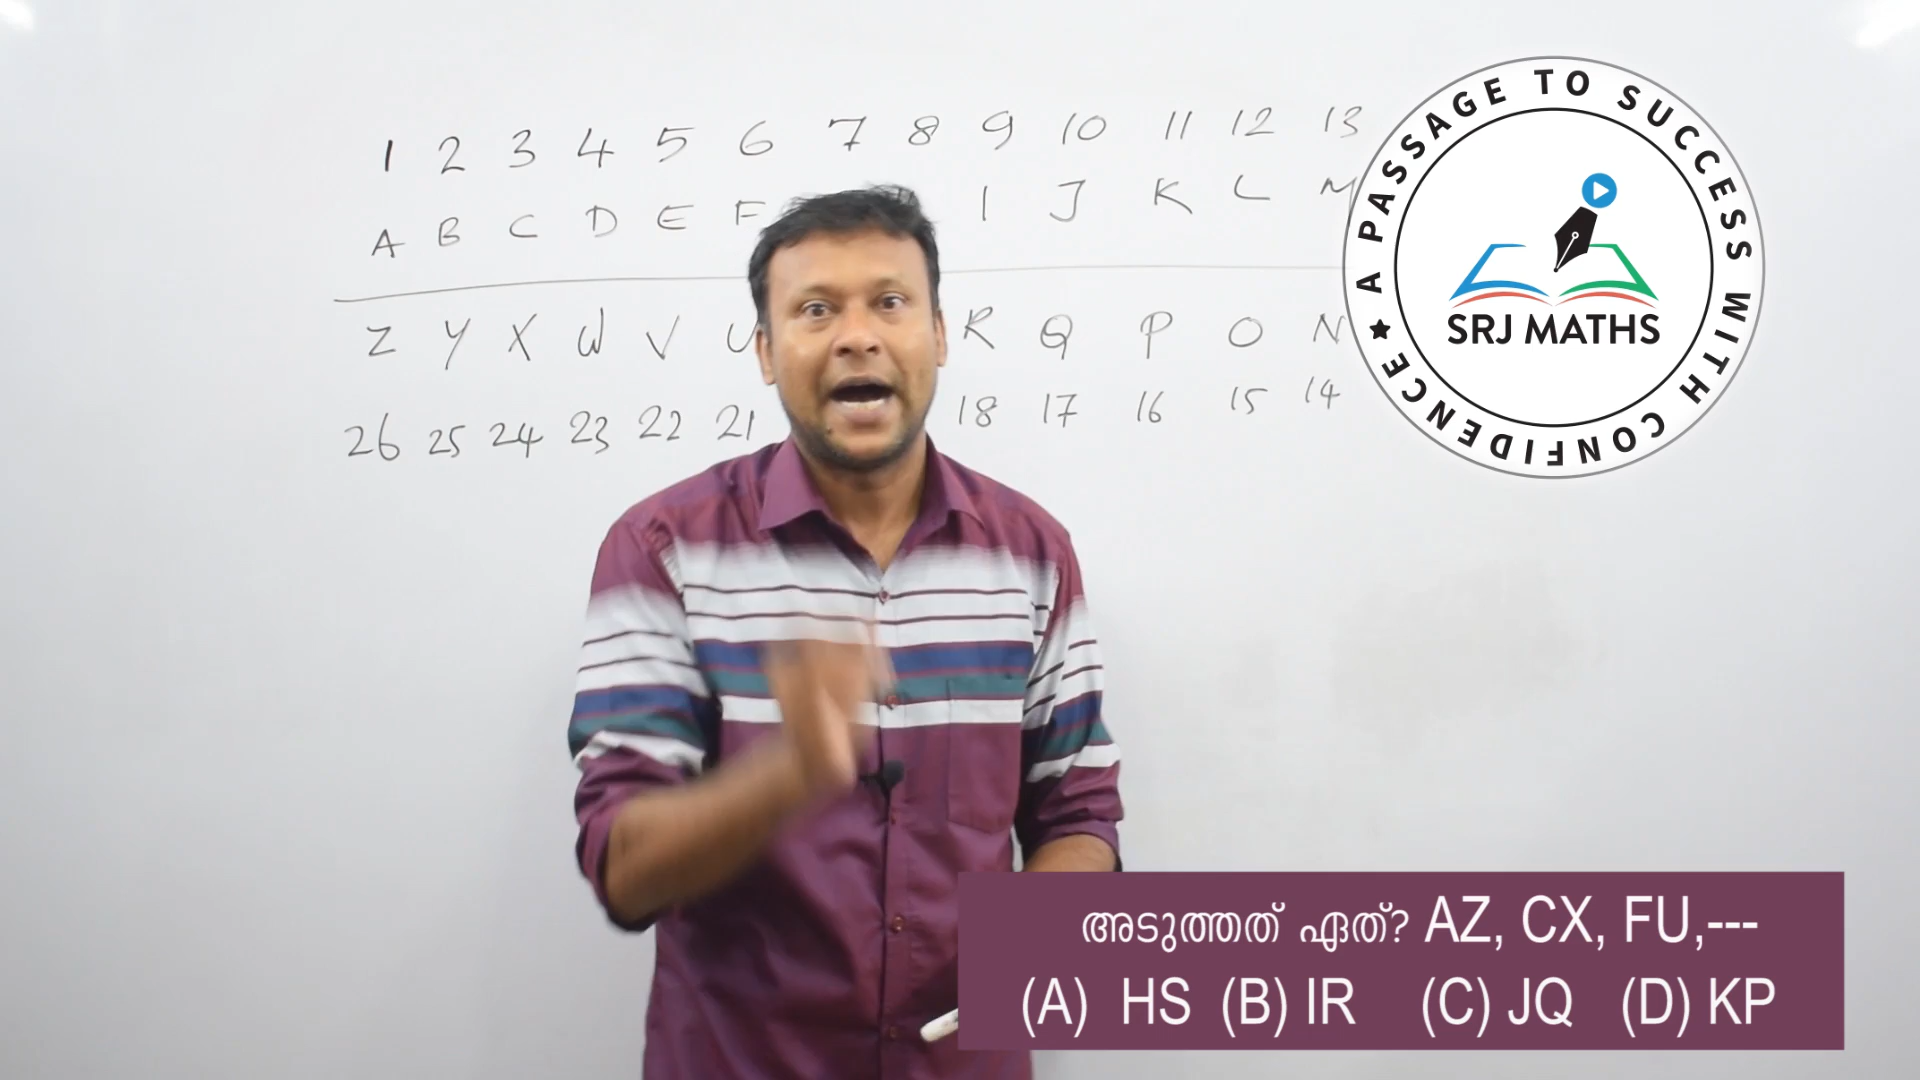 1 2 3 4 5 6 7 8 9 10 11 12 13
A B C D E F I J K L M
Z Y X W V U R Q P O N
26 25 24 23 22 21 18 17 16 15 14
A PASSAGE TO SUCCESS WITH CONFIDENCE
SRJ MATHS
അടുത്തത് ഏത്? AZ, CX, FU,---
(A) HS (B) IR (C) JQ (D) KP